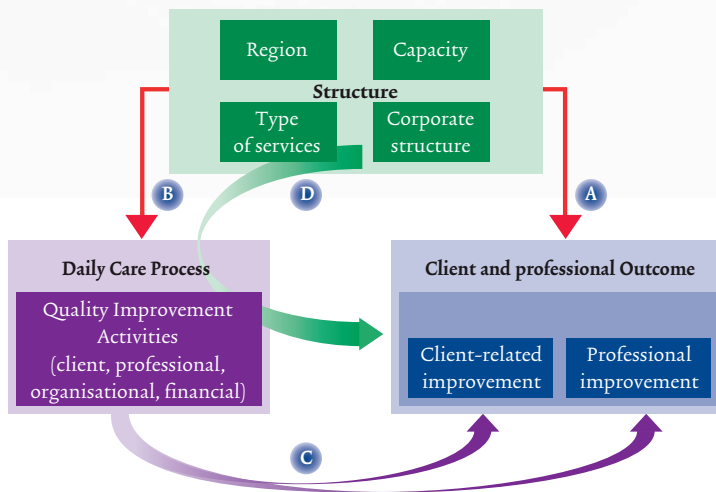 Region
Capacity
Structure
Type
of services
Corporate
structure
B
D
A
Daily Care Process
Quality Improvement
Activities
(client, professional,
organisational, financial)
Client and professional Outcome
Client-related
improvement
Professional
improvement
C